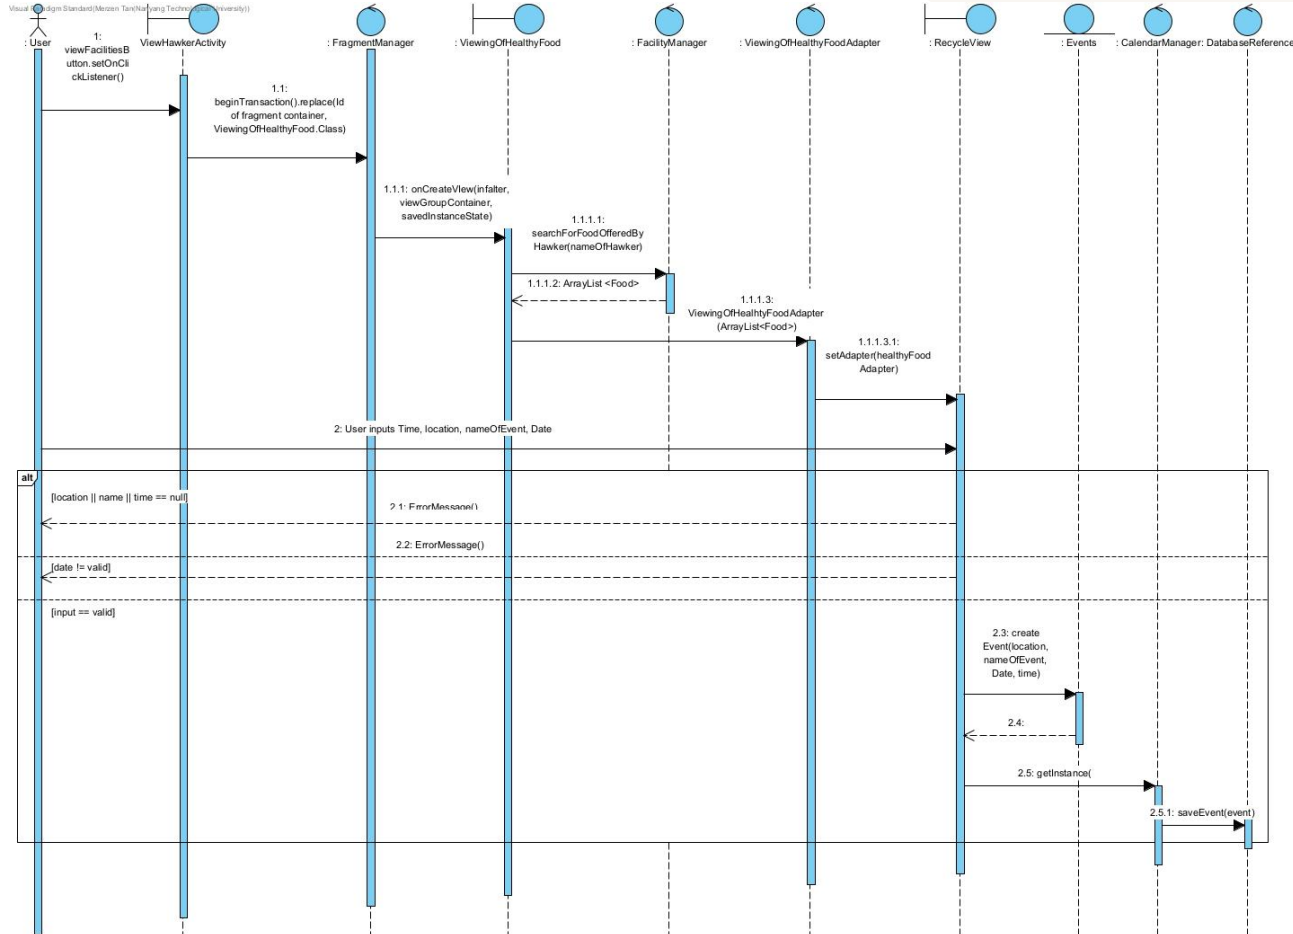 Visual Paradigm Standard(Merzien Tan(Nanyang Technological University))
: User
ViewHawkerActivity
: FragmentManager
: ViewingOfHealthyFood
: FacilityManager
: ViewingOfHealthyFoodAdapter
: RecycleView
: Events
: CalendarManager
: DatabaseReference
1:
viewFacilitiesB
utton.setOnCli
ckListener()
1.1:
beginTransaction().replace(Id
of fragment container,
ViewingOfHealthyFood.Class)
1.1.1: onCreateVIew(infalter,
viewGroupContainer,
savedInstanceState)
1.1.1.1:
searchForFoodOfferedBy
Hawker(nameOfHawker)
1.1.1.2: ArrayList <Food>
1.1.1.3:
ViewingOfHealhtyFoodAdapter
(ArrayList<Food>)
1.1.1.3.1:
setAdapter(healthyFood
Adapter)
2: User inputs Time, location, nameOfEvent, Date
alt
[location || name || time == null]
2.1: ErrorMessage()
2.2: ErrorMessage()
[date != valid]
[input == valid]
2.3: create
Event(location,
nameOfEvent,
Date, time)
2.4:
2.5: getInstance(
2.5.1: saveEvent(event)